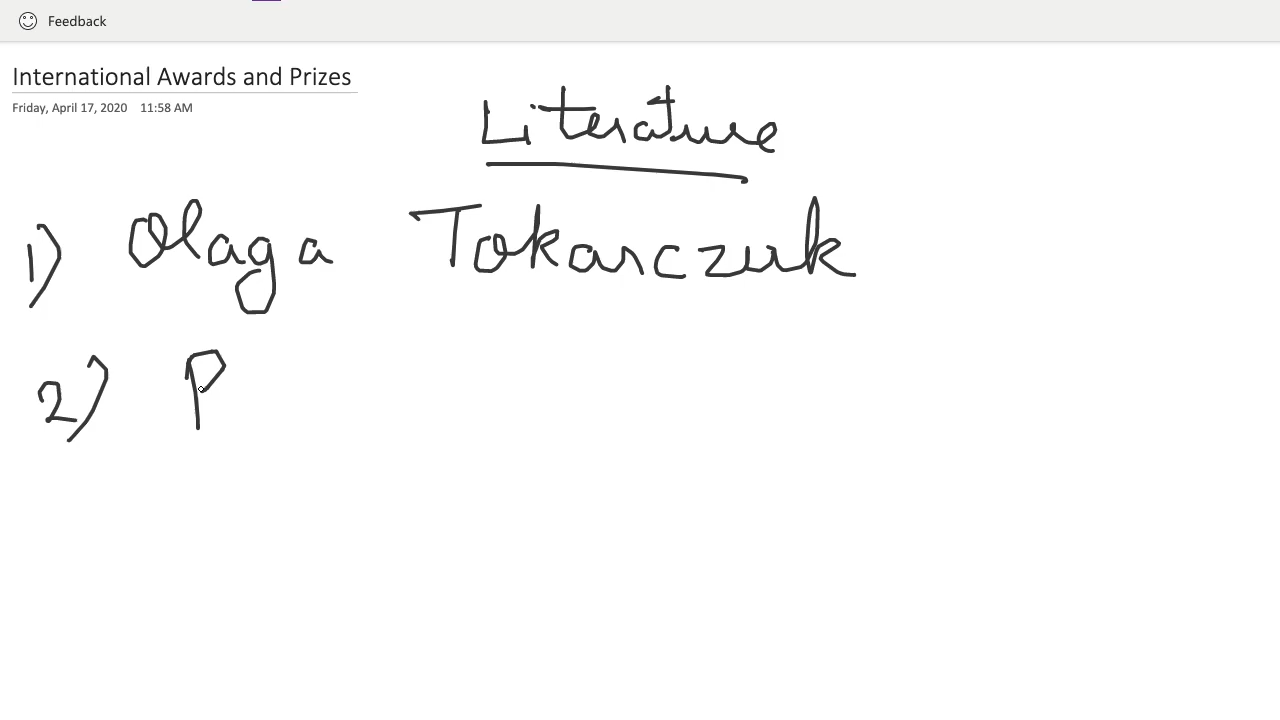 Feedback
International Awards and Prizes
Friday, April 17, 2020 11:58 AM
Literature
1) Olaga Tokarczuk
2) P